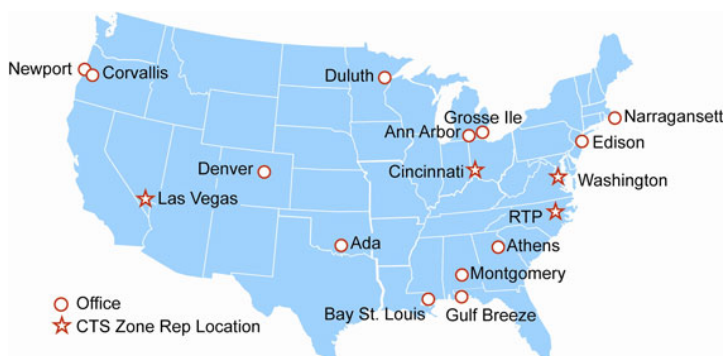 Newport
Corvallis
Duluth
Grosse Ile
Ann Arbor
Narragansett
Edison
Denver
Cincinnati
Washington
Las Vegas
RTP
Ada
Athens
Montgomery
Office
Bay St. Louis
Gulf Breeze
CTS Zone Rep Location